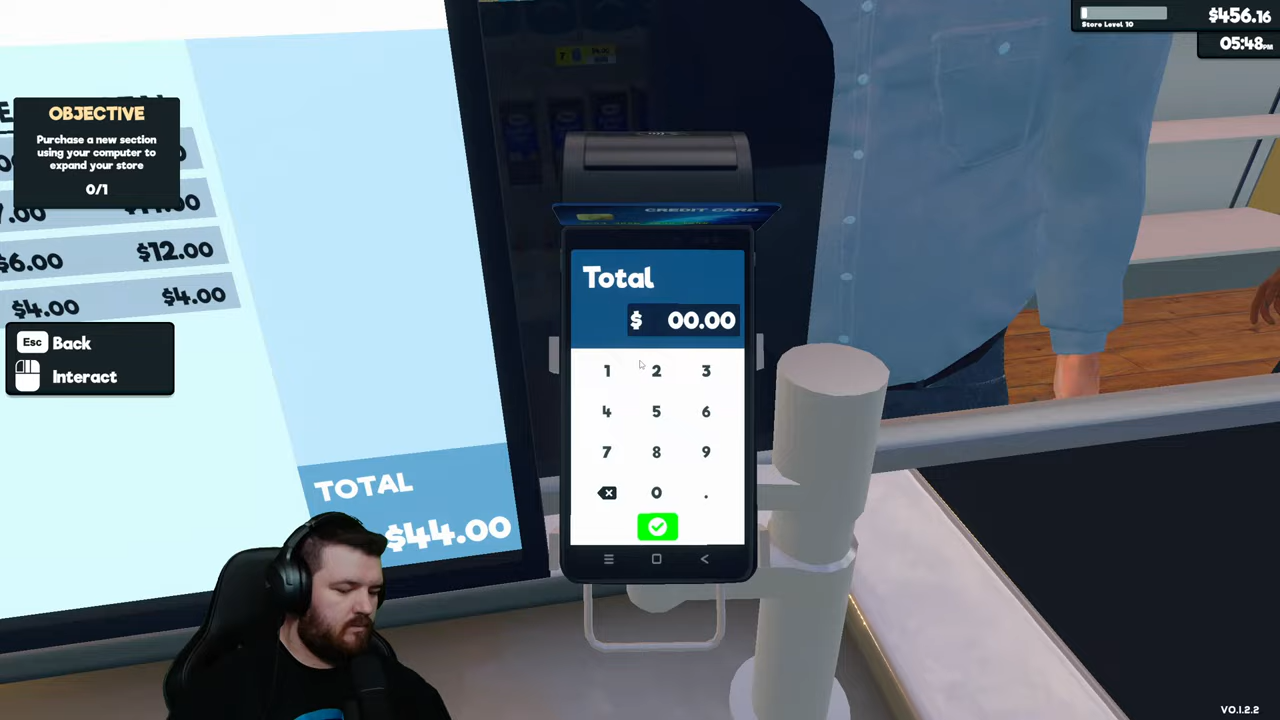 $456.16
Store Level 10
05:48PM
OBJECTIVE
Purchase a new section
using your computer to
expand your store
0/1
$6.00 $12.00
$4.00 $4.00
Esc Back
Interact
TOTAL
$44.00
CREDIT CARD
Total
$ 00.00
1 2 3
4 5 6
7 8 9
0 .
V0.1.2.2